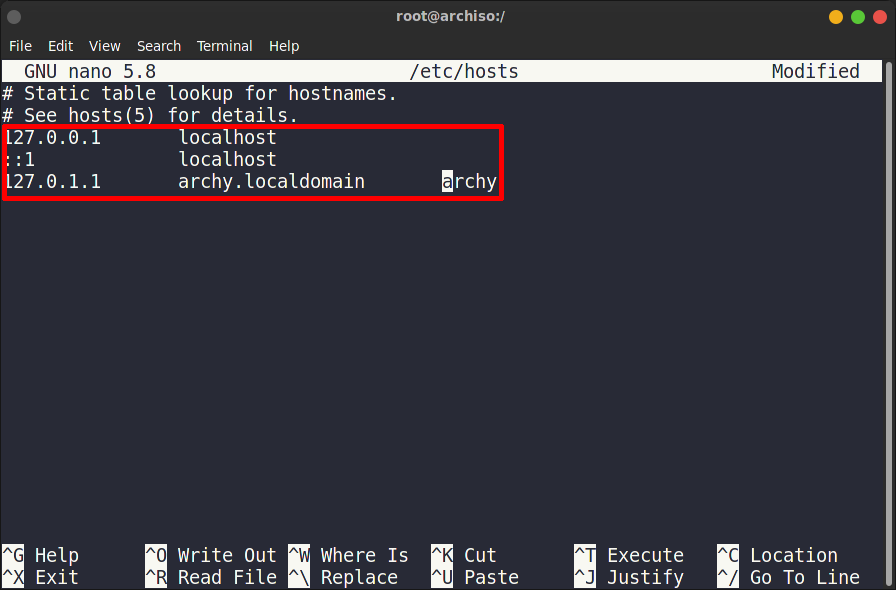 root@archiso:/
File Edit View Search Terminal Help
GNU nano 5.8 /etc/hosts Modified
# Static table lookup for hostnames.
# See hosts(5) for details.
127.0.0.1 localhost
::1 localhost
127.0.1.1 archy.localdomain archy
^G Help ^O Write Out ^W Where Is ^K Cut ^T Execute ^C Location
^X Exit ^R Read File ^\ Replace ^U Paste ^J Justify ^/ Go To Line